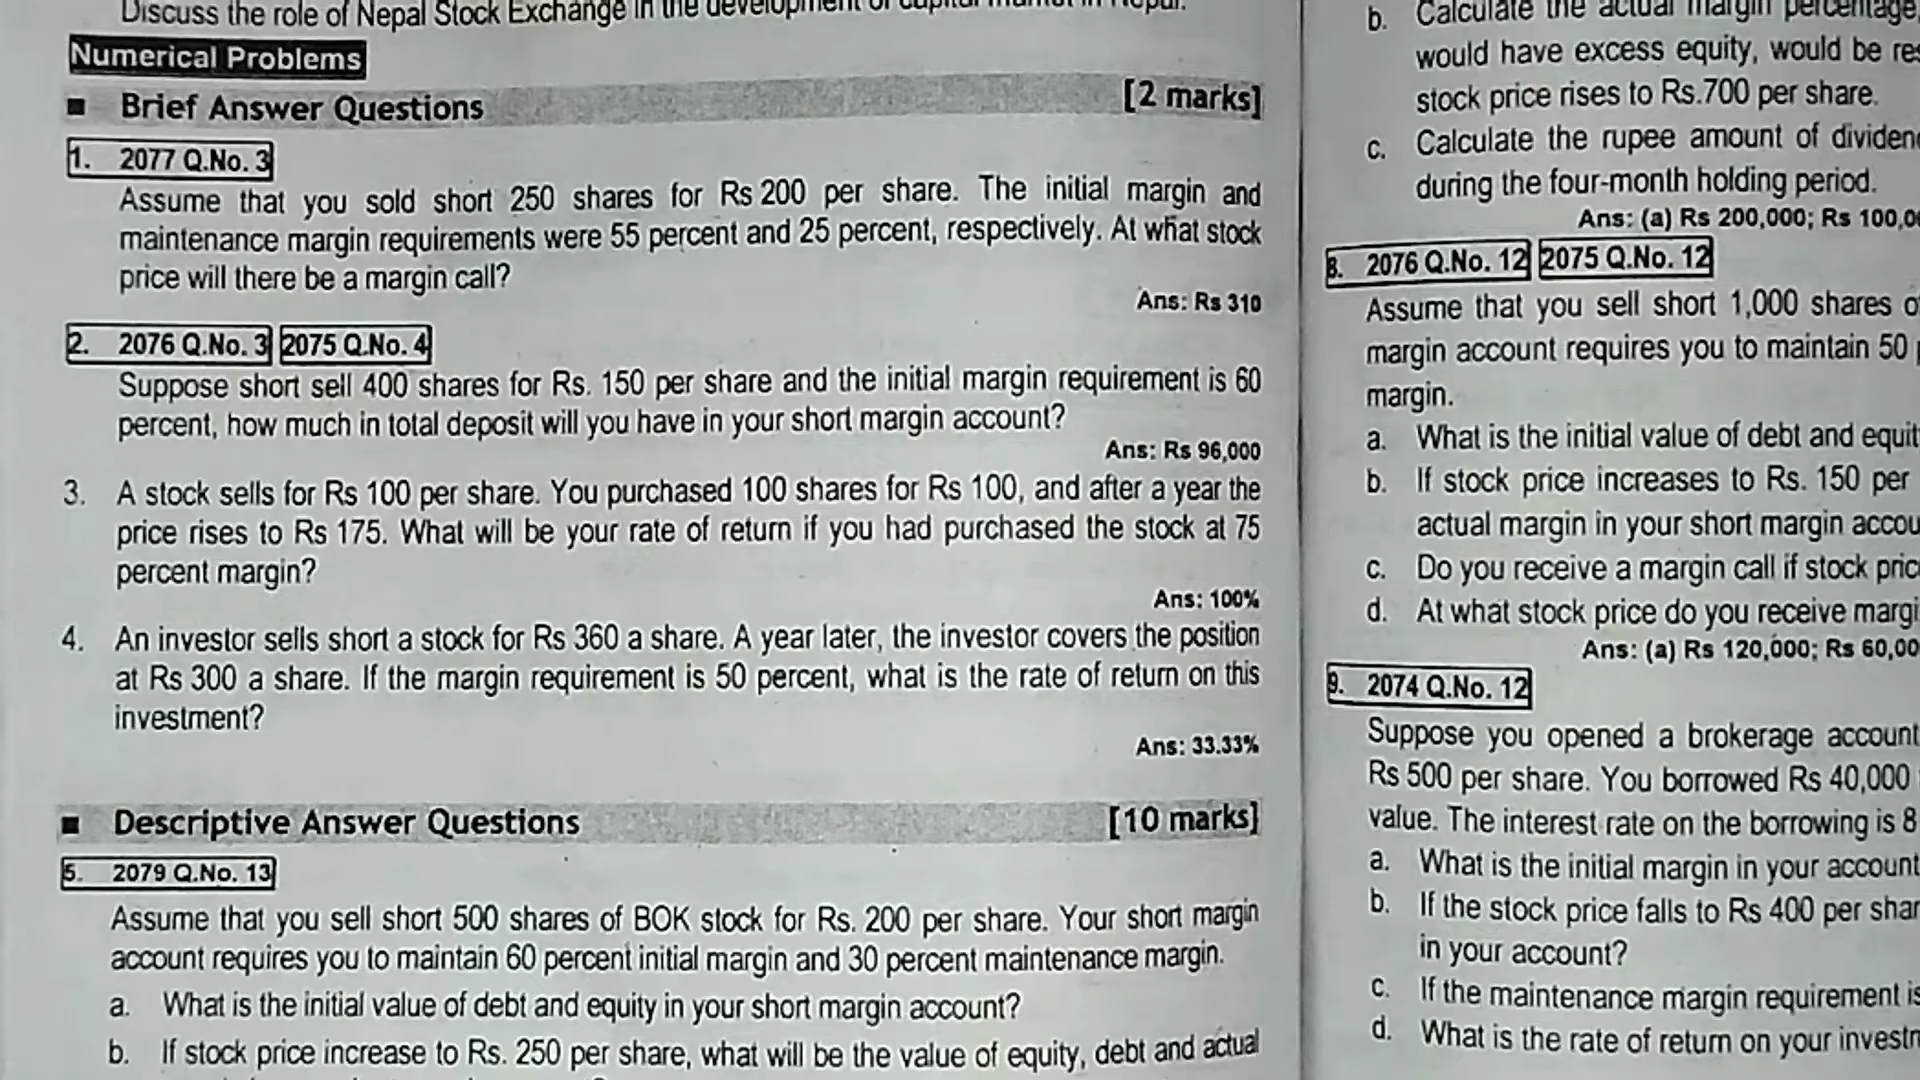 Discuss the role of Nepal Stock Exchange in the development of capital market in Nepal.
Numerical Problems
■ Brief Answer Questions [2 marks]
1. 2077 Q.No. 3
Assume that you sold short 250 shares for Rs 200 per share. The initial margin and
maintenance margin requirements were 55 percent and 25 percent, respectively. At what stock
price will there be a margin call?
Ans: Rs 310
2. 2076 Q.No. 3 2075 Q.No. 4
Suppose short sell 400 shares for Rs. 150 per share and the initial margin requirement is 60
percent, how much in total deposit will you have in your short margin account?
Ans: Rs 96,000
3. A stock sells for Rs 100 per share. You purchased 100 shares for Rs 100, and after a year the
price rises to Rs 175. What will be your rate of return if you had purchased the stock at 75
percent margin?
Ans: 100%
4. An investor sells short a stock for Rs 360 a share. A year later, the investor covers the position
at Rs 300 a share. If the margin requirement is 50 percent, what is the rate of return on this
investment?
Ans: 33.33%
■ Descriptive Answer Questions [10 marks]
5. 2079 Q.No. 13
Assume that you sell short 500 shares of BOK stock for Rs. 200 per share. Your short margin
account requires you to maintain 60 percent initial margin and 30 percent maintenance margin.
a. What is the initial value of debt and equity in your short margin account?
b. If stock price increase to Rs. 250 per share, what will be the value of equity, debt and actual
b. Calculate the actual margin percentage
would have excess equity, would be res
stock price rises to Rs.700 per share.
c. Calculate the rupee amount of dividen
during the four-month holding period.
Ans: (a) Rs 200,000; Rs 100,0
8. 2076 Q.No. 12 2075 Q.No. 12
Assume that you sell short 1,000 shares o
margin account requires you to maintain 50
margin.
a. What is the initial value of debt and equit
b. If stock price increases to Rs. 150 per
actual margin in your short margin accou
c. Do you receive a margin call if stock pric
d. At what stock price do you receive margi
Ans: (a) Rs 120,000; Rs 60,00
9. 2074 Q.No. 12
Suppose you opened a brokerage account
Rs 500 per share. You borrowed Rs 40,000
value. The interest rate on the borrowing is 8
a. What is the initial margin in your account
b. If the stock price falls to Rs 400 per shar
in your account?
c. If the maintenance margin requirement is
d. What is the rate of return on your investm